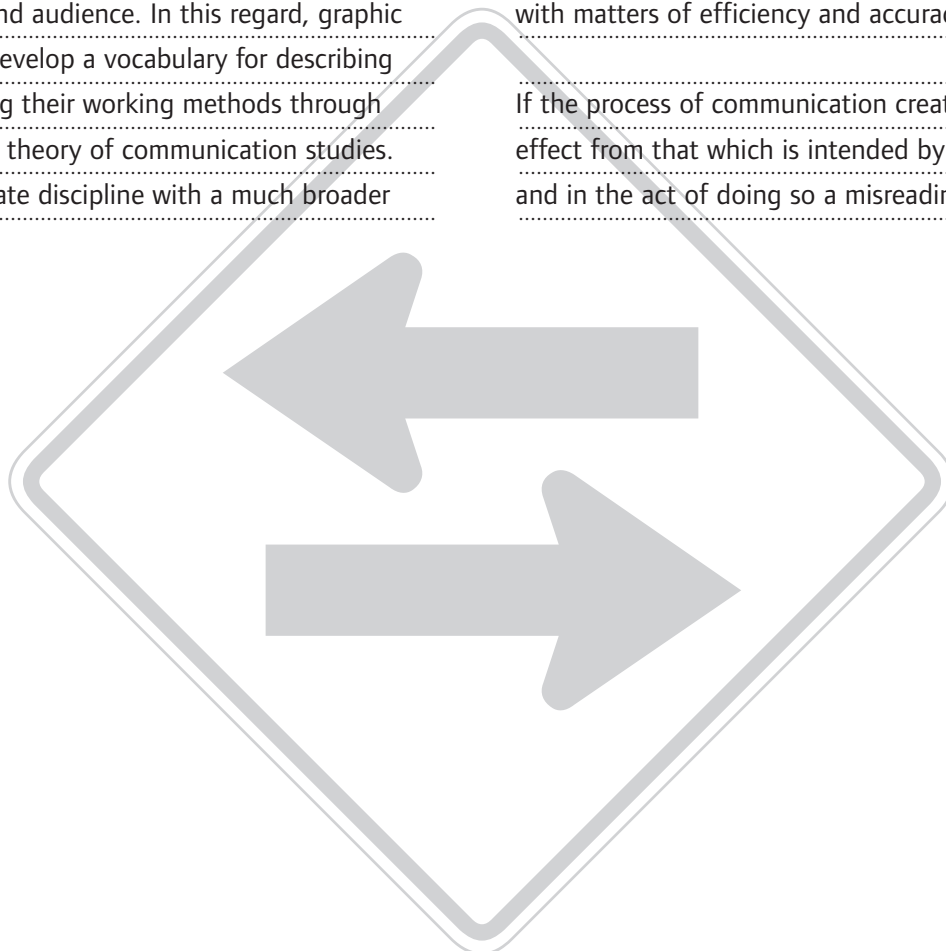 nd audience. In this regard, graphic
evelop a vocabulary for describing
g their working methods through
theory of communication studies.
ate discipline with a much broader
with matters of efficiency and accurac
If the process of communication creat
effect from that which is intended by
and in the act of doing so a misreadin